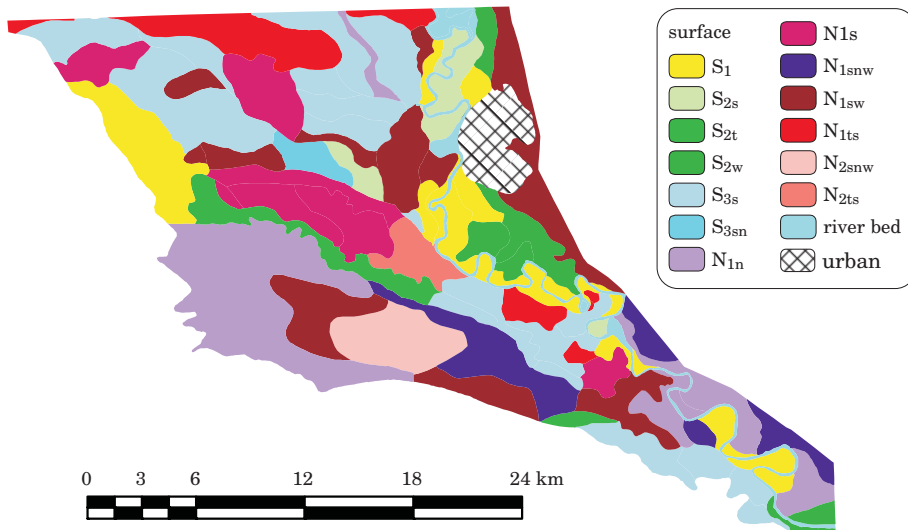 surface
S1
S2s
S2t
S2w
S3s
S3sn
N1n
N1s
N1snw
N1sw
N1ts
N2snw
N2ts
river bed
urban
0 3 6 12 18 24 km